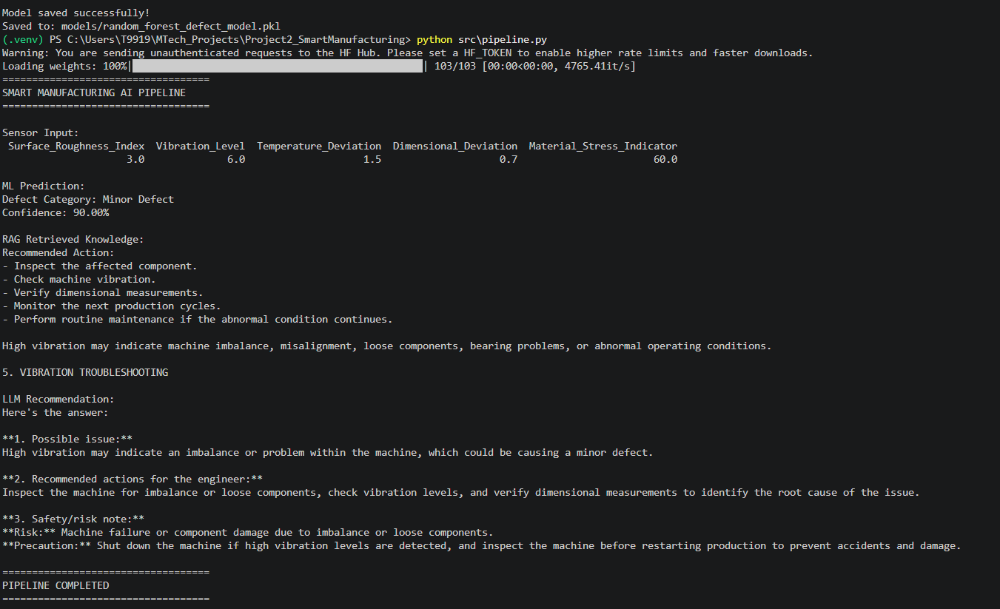 Model saved successfully!
Saved to: models/random_forest_defect_model.pkl
(.venv) PS C:\Users\T9919\MTech_Projects\Project2_SmartManufacturing> python src\pipeline.py
Warning: You are sending unauthenticated requests to the HF Hub. Please set a HF_TOKEN to enable higher rate limits and faster downloads.
Loading weights: 100%| | 103/103 [00:00<00:00, 4765.41it/s]
===================================
SMART MANUFACTURING AI PIPELINE
===================================
Sensor Input:
Surface_Roughness_Index Vibration_Level Temperature_Deviation Dimensional_Deviation Material_Stress_Indicator
3.0 6.0 1.5 0.7 60.0
ML Prediction:
Defect Category: Minor Defect
Confidence: 90.00%
RAG Retrieved Knowledge:
Recommended Action:
- Inspect the affected component.
- Check machine vibration.
- Verify dimensional measurements.
- Monitor the next production cycles.
- Perform routine maintenance if the abnormal condition continues.
High vibration may indicate machine imbalance, misalignment, loose components, bearing problems, or abnormal operating conditions.
5. VIBRATION TROUBLESHOOTING
LLM Recommendation:
Here's the answer:
**1. Possible issue:**
High vibration may indicate an imbalance or problem within the machine, which could be causing a minor defect.
**2. Recommended actions for the engineer:**
Inspect the machine for imbalance or loose components, check vibration levels, and verify dimensional measurements to identify the root cause of the issue.
**3. Safety/risk note:**
**Risk:** Machine failure or component damage due to imbalance or loose components.
**Precaution:** Shut down the machine if high vibration levels are detected, and inspect the machine before restarting production to prevent accidents and damage.
===================================
PIPELINE COMPLETED
===================================